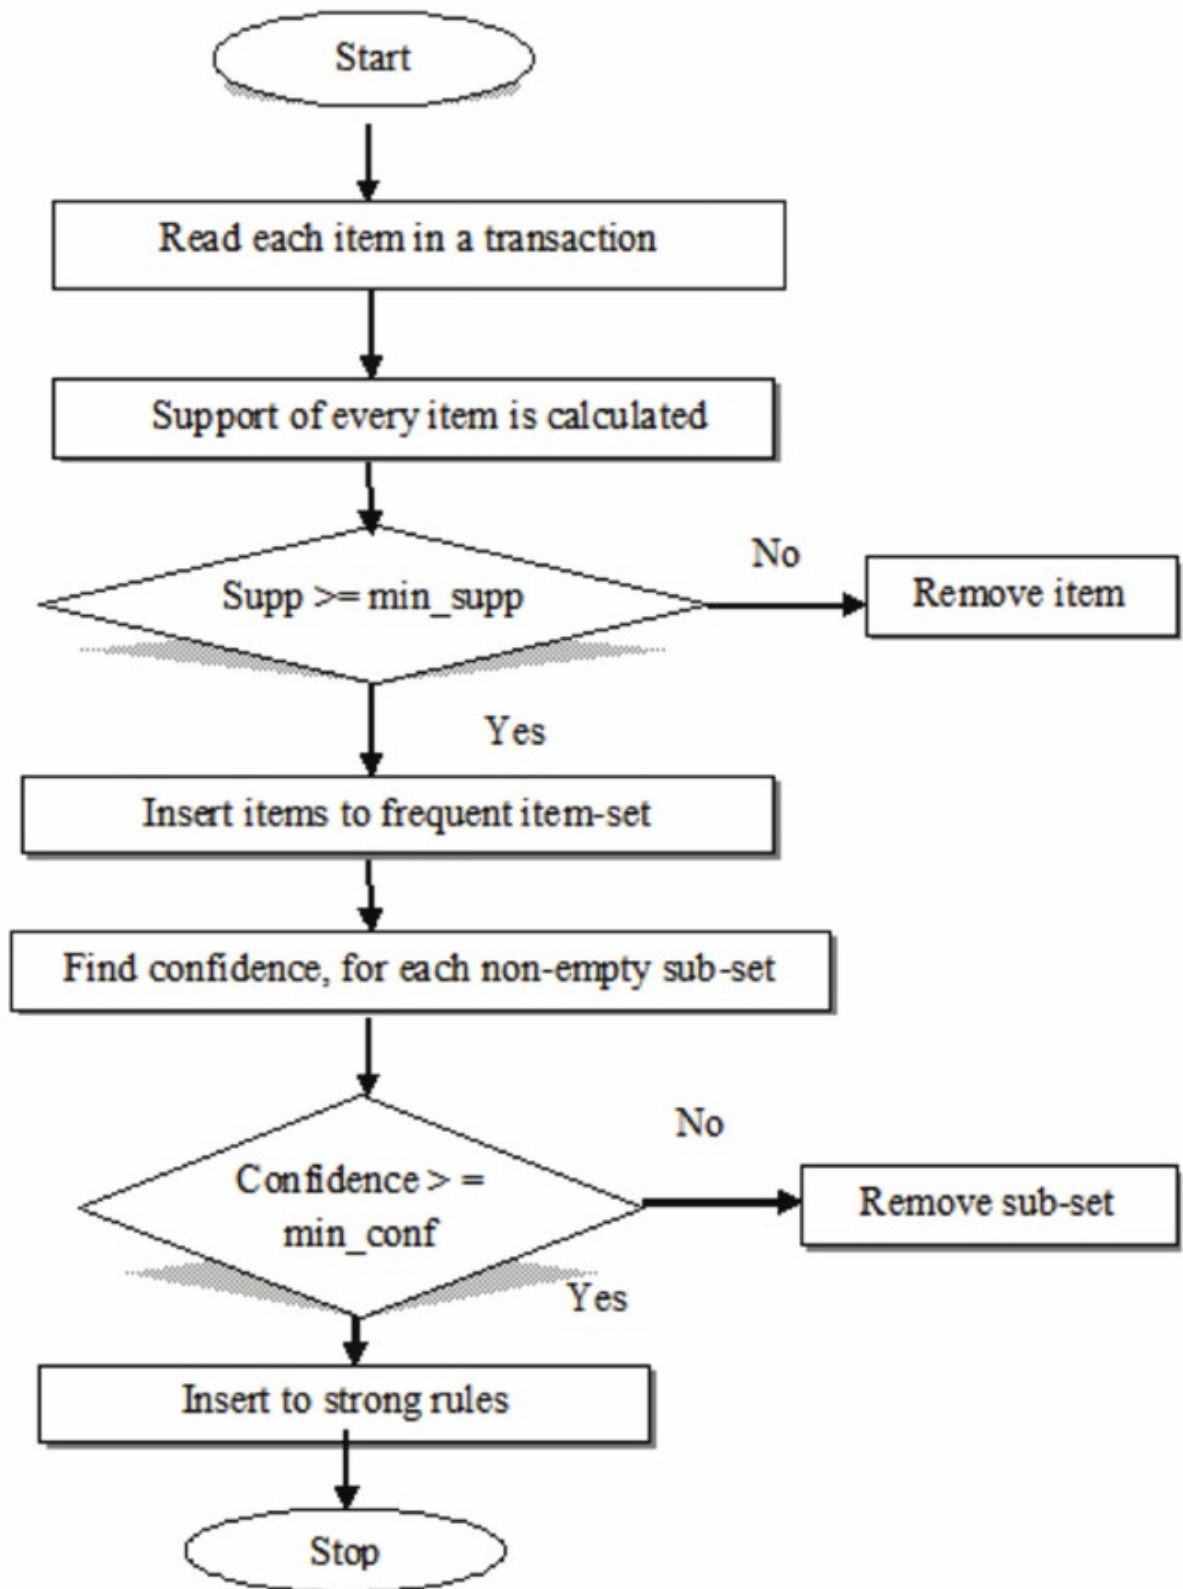 Start
Read each item in a transaction
Support of every item is calculated
No
Supp >= min_supp
Remove item
Yes
Insert items to frequent item-set
Find confidence, for each non-empty sub-set
No
Confidence > =
min_conf
Remove sub-set
Yes
Insert to strong rules
Stop